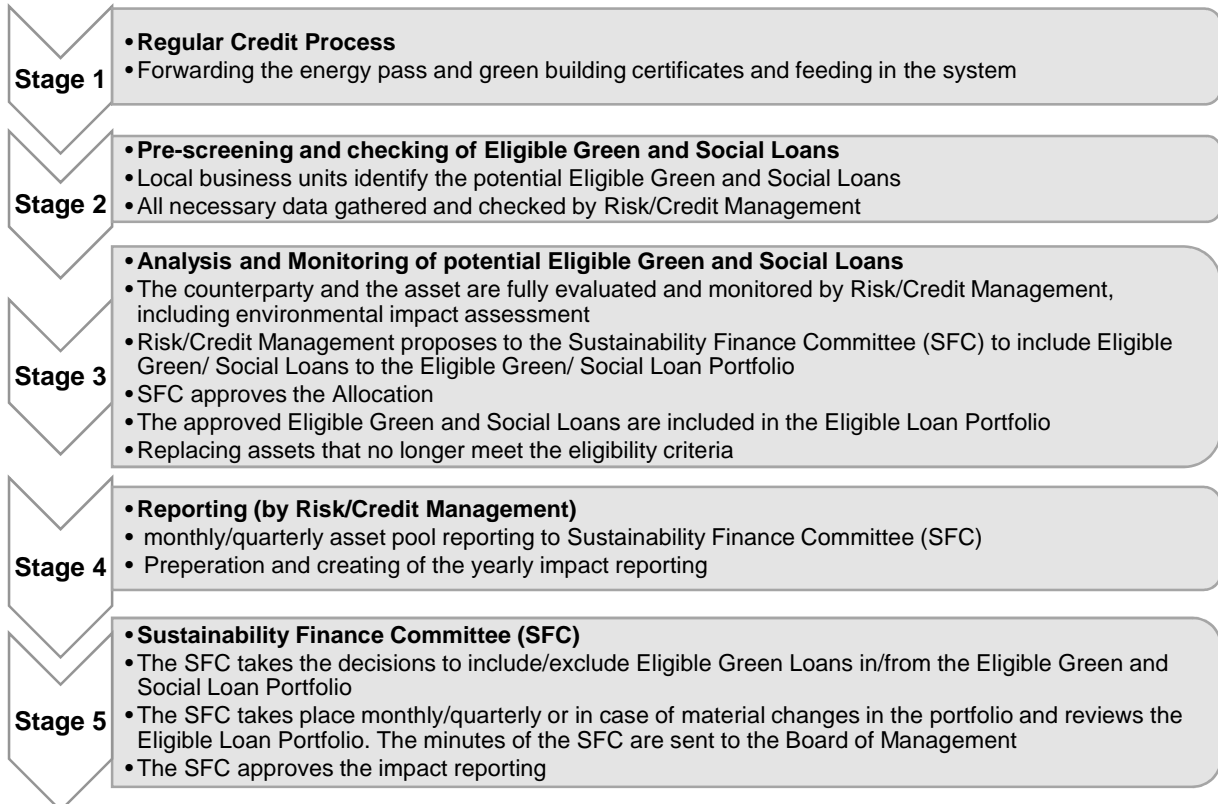 Stage 1
•Regular Credit Process
•Forwarding the energy pass and green building certificates and feeding in the system
Stage 2
•Pre-screening and checking of Eligible Green and Social Loans
•Local business units identify the potential Eligible Green and Social Loans
•All necessary data gathered and checked by Risk/Credit Management
Stage 3
•Analysis and Monitoring of potential Eligible Green and Social Loans
•The counterparty and the asset are fully evaluated and monitored by Risk/Credit Management,
including environmental impact assessment
•Risk/Credit Management proposes to the Sustainability Finance Committee (SFC) to include Eligible
Green/ Social Loans to the Eligible Green/ Social Loan Portfolio
•SFC approves the Allocation
•The approved Eligible Green and Social Loans are included in the Eligible Loan Portfolio
•Replacing assets that no longer meet the eligibility criteria
Stage 4
•Reporting (by Risk/Credit Management)
• monthly/quarterly asset pool reporting to Sustainability Finance Committee (SFC)
• Preperation and creating of the yearly impact reporting
Stage 5
•Sustainability Finance Committee (SFC)
•The SFC takes the decisions to include/exclude Eligible Green Loans in/from the Eligible Green and
Social Loan Portfolio
•The SFC takes place monthly/quarterly or in case of material changes in the portfolio and reviews the
Eligible Loan Portfolio. The minutes of the SFC are sent to the Board of Management
•The SFC approves the impact reporting